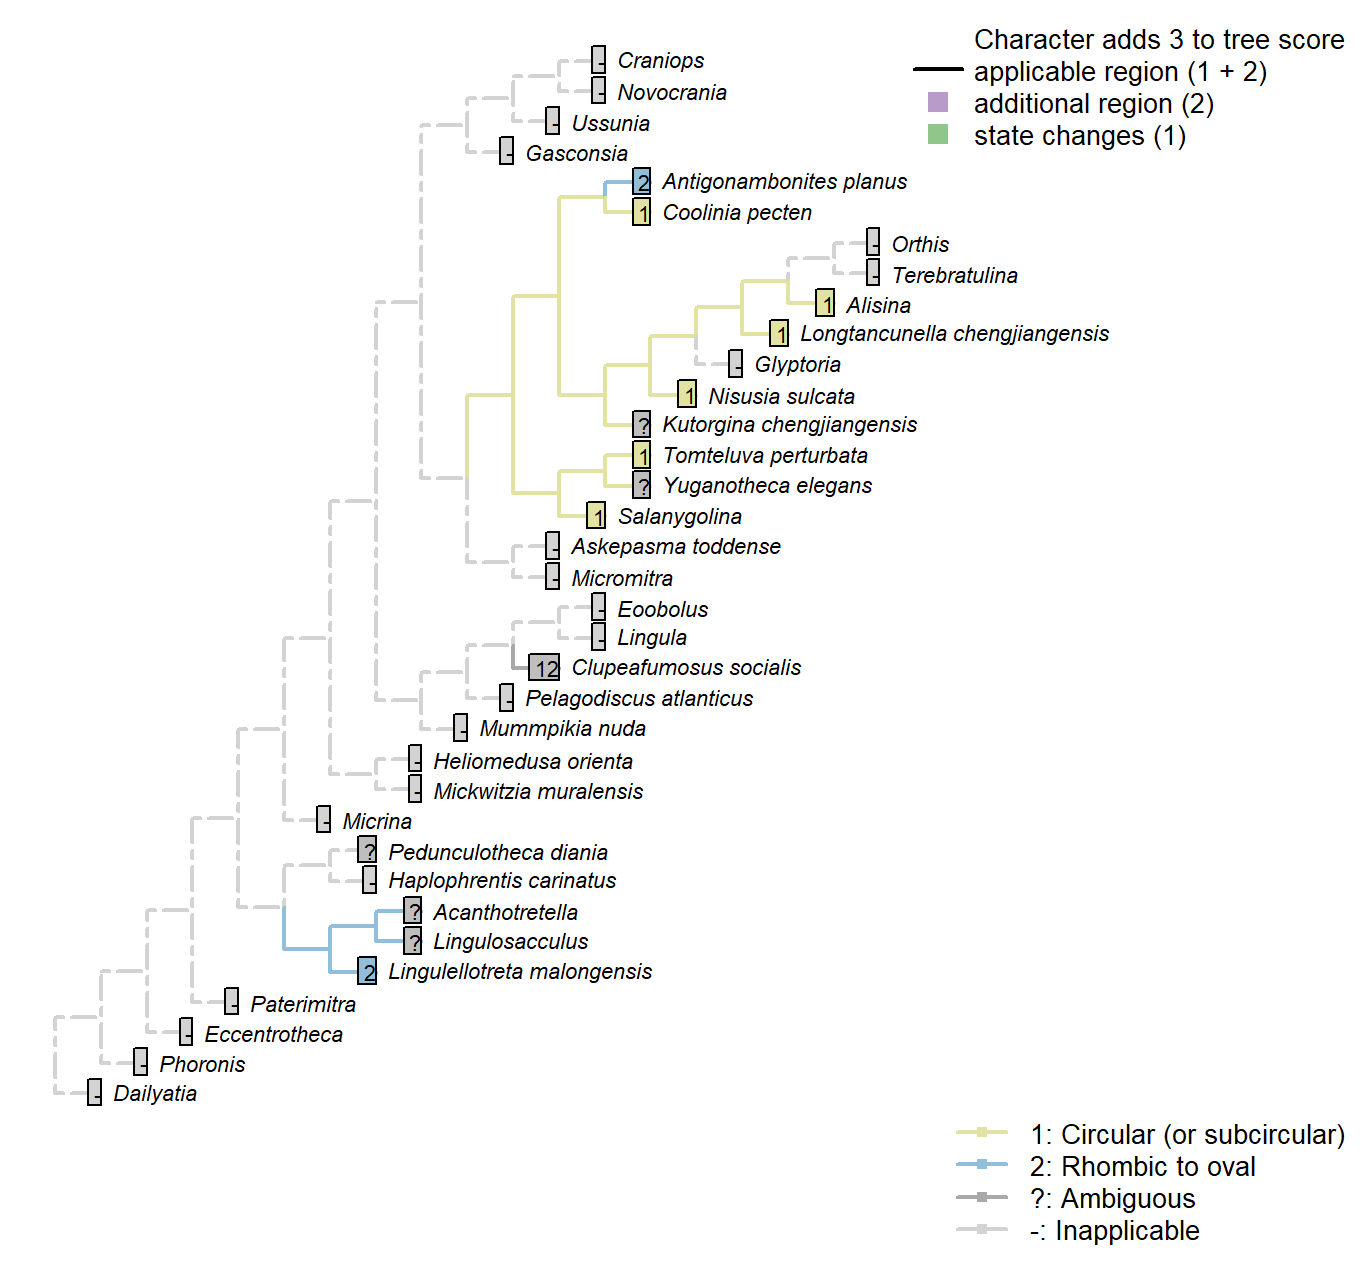 Character adds 3 to tree score
applicable region (1 + 2)
additional region (2)
state changes (1)
- Craniops
- Novocrania
- Ussunia
- Gasconsia
2 Antigonambonites planus
1 Coolinia pecten
- Orthis
- Terebratulina
1 Alisina
1 Longtancunella chengjiangensis
- Glyptoria
1 Nisusia sulcata
? Kutorgina chengjiangensis
1 Tomteluva perturbata
? Yuganotheca elegans
1 Salanygolina
- Askepasma toddense
- Micromitra
- Eoobolus
- Lingula
12 Clupeafumosus socialis
- Pelagodiscus atlanticus
- Mummpikia nuda
- Heliomedusa orienta
- Mickwitzia muralensis
- Micrina
? Pedunculotheca diania
- Haplophrentis carinatus
? Acanthotretella
? Lingulosacculus
2 Lingulellotreta malongensis
- Paterimitra
- Eccentrotheca
- Phoronis
- Dailyatia
1: Circular (or subcircular)
2: Rhombic to oval
?: Ambiguous
-: Inapplicable